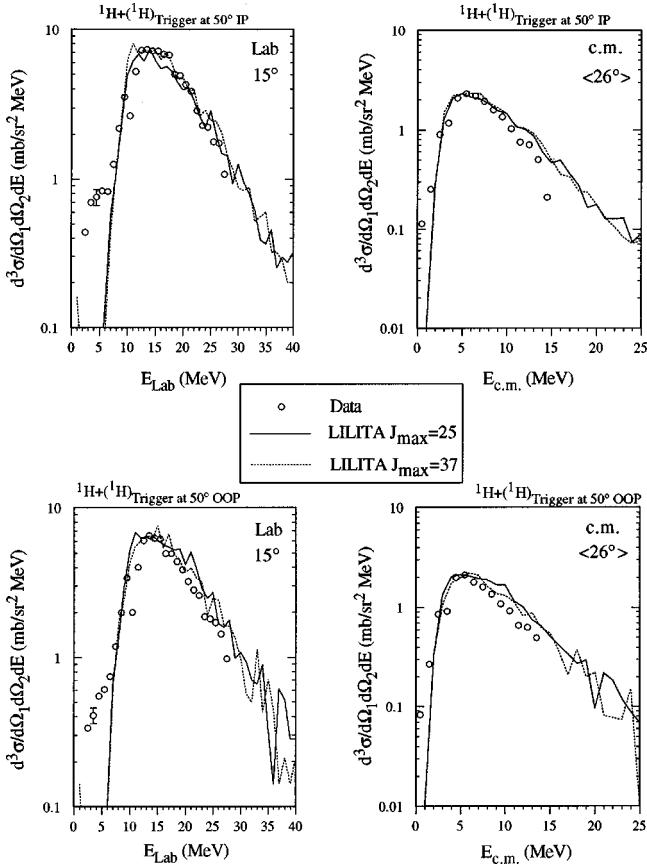 ¹H+(¹H)Trigger at 50° IP
Lab
15°
d³σ/dΩ₁dΩ₂dE (mb/sr² MeV)
10
1
0.1
0 5 10 15 20 25 30 35 40
E_Lab (MeV)
¹H+(¹H)Trigger at 50° IP
c.m.
<26°>
d³σ/dΩ₁dΩ₂dE (mb/sr² MeV)
10
1
0.1
0.01
0 5 10 15 20 25
E_c.m. (MeV)
Data
LILITA J_max=25
LILITA J_max=37
¹H+(¹H)Trigger at 50° OOP
Lab
15°
d³σ/dΩ₁dΩ₂dE (mb/sr² MeV)
10
1
0.1
0 5 10 15 20 25 30 35 40
E_Lab (MeV)
¹H+(¹H)Trigger at 50° OOP
c.m.
<26°>
d³σ/dΩ₁dΩ₂dE (mb/sr² MeV)
10
1
0.1
0.01
0 5 10 15 20 25
E_c.m. (MeV)